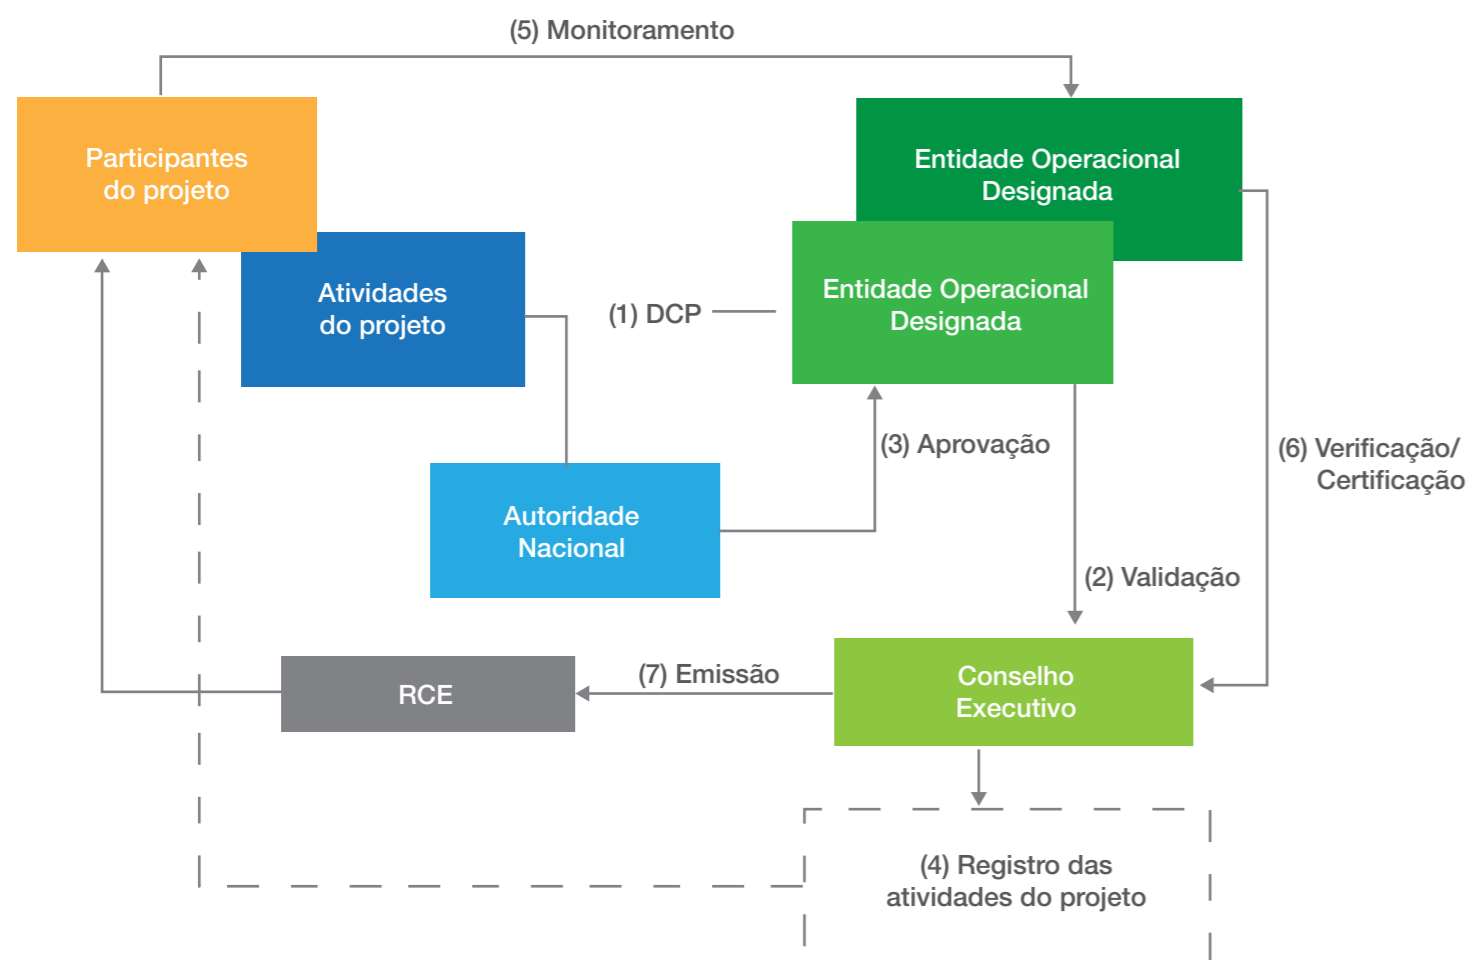 (5) Monitoramento
Participantes
do projeto
Entidade Operacional
Designada
Atividades
do projeto
(1) DCP
Entidade Operacional
Designada
(3) Aprovação
(6) Verificação/
Certificação
Autoridade
Nacional
(2) Validação
RCE
(7) Emissão
Conselho
Executivo
(4) Registro das
atividades do projeto